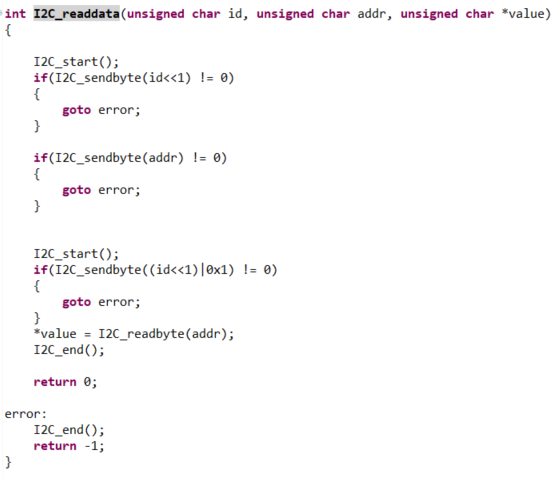 int I2C_readdata(unsigned char id, unsigned char addr, unsigned char *value)
{
I2C_start();
if(I2C_sendbyte(id<<1) != 0)
{
goto error;
}
if(I2C_sendbyte(addr) != 0)
{
goto error;
}
I2C_start();
if(I2C_sendbyte((id<<1)|0x1) != 0)
{
goto error;
}
*value = I2C_readbyte(addr);
I2C_end();
return 0;
error:
I2C_end();
return -1;
}